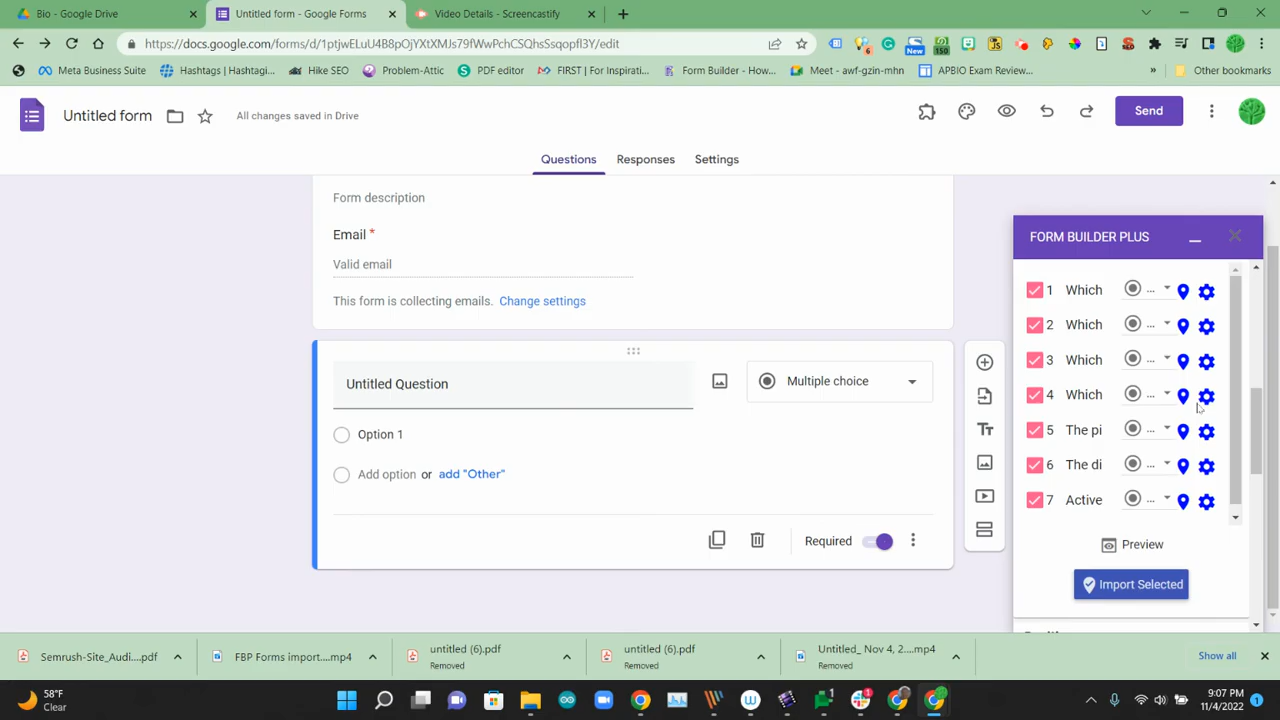 Bio - Google Drive
Untitled form - Google Forms
Video Details - Screencastify
https://docs.google.com/forms/d/1ptjwELuU4B8pOjYXtXMJs79fWwPchCSQhsSsqopfl3Y/edit
6
New
150
JS
SEO
Meta Business Suite
Hashtags | Hashtagi...
Hike SEO
Problem-Attic
PDF editor
FIRST | For Inspirati...
Form Builder - How...
Meet - awf-gzin-mhn
APBIO Exam Review...
»
Other bookmarks
Untitled form
All changes saved in Drive
Send
Questions
Responses
Settings
Form description
Email *
Valid email
This form is collecting emails. Change settings
Untitled Question
Multiple choice
Option 1
Add option or add "Other"
Required
FORM BUILDER PLUS
1 Which ...
2 Which ...
3 Which ...
4 Which ...
5 The pi ...
6 The di ...
7 Active ...
Preview
Import Selected
Semrush-Site_Audi....pdf
FBP Forms import....mp4
untitled (6).pdf
Removed
untitled (6).pdf
Removed
Untitled_ Nov 4, 2....mp4
Removed
Show all
58°F
Clear
9:07 PM
11/4/2022